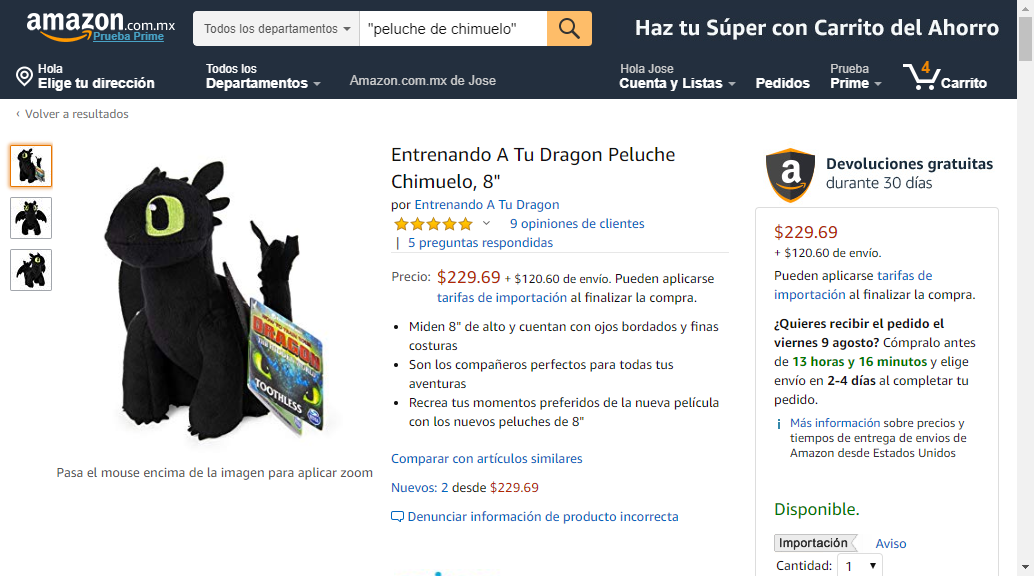 amazon.com.mx
Prueba Prime
Todos los departamentos
"peluche de chimuelo"
Haz tu Súper con Carrito del Ahorro
Hola
Elige tu dirección
Todos los
Departamentos
Amazon.com.mx de Jose
Hola Jose
Cuenta y Listas
Pedidos
Prueba
Prime
4
Carrito
‹ Volver a resultados
Entrenando A Tu Dragon Peluche
Chimuelo, 8"
por Entrenando A Tu Dragon
9 opiniones de clientes
| 5 preguntas respondidas
Precio: $229.69 + $120.60 de envío. Pueden aplicarse
tarifas de importación al finalizar la compra.
• Miden 8" de alto y cuentan con ojos bordados y finas
costuras
• Son los compañeros perfectos para todas tus
aventuras
• Recrea tus momentos preferidos de la nueva película
con los nuevos peluches de 8"
Comparar con artículos similares
Nuevos: 2 desde $229.69
Denunciar información de producto incorrecta
DRAGON
TOOTHLESS
Pasa el mouse encima de la imagen para aplicar zoom
a
Devoluciones gratuitas
durante 30 días
$229.69
+ $120.60 de envío.
Pueden aplicarse tarifas de
importación al finalizar la compra.
¿Quieres recibir el pedido el
viernes 9 agosto? Cómpralo antes
de 13 horas y 16 minutos y elige
envío en 2-4 días al completar tu
pedido.
Más información sobre precios y
tiempos de entrega de envios de
Amazon desde Estados Unidos
Disponible.
Importación
Aviso
Cantidad: 1